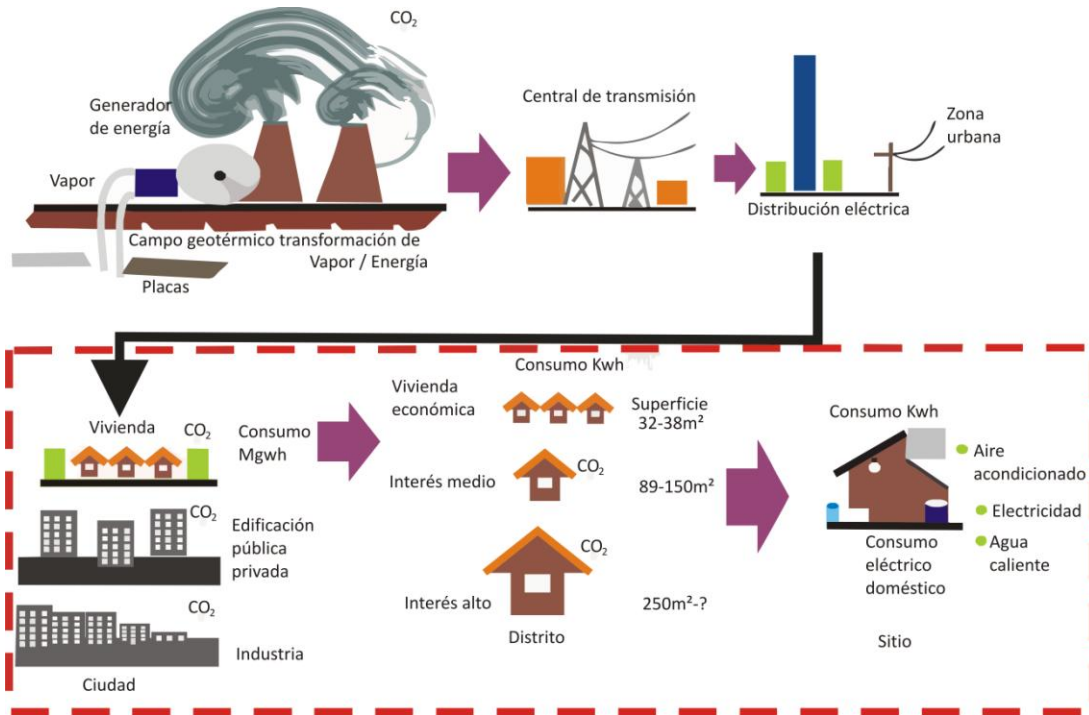 CO₂
Generador
de energía
Vapor
Campo geotérmico transformación de
Vapor / Energía
Placas
Central de transmisión
Zona
urbana
Distribución eléctrica
Vivienda
CO₂
Consumo
Mgwh
CO₂
Edificación
pública
privada
CO₂
Industria
Ciudad
Consumo Kwh
Vivienda
económica
Superficie
32-38m²
Interés medio
CO₂
89-150m²
CO₂
Interés alto
250m²-?
Distrito
Consumo Kwh
Aire
acondicionado
Electricidad
Agua
caliente
Consumo
eléctrico
doméstico
Sitio